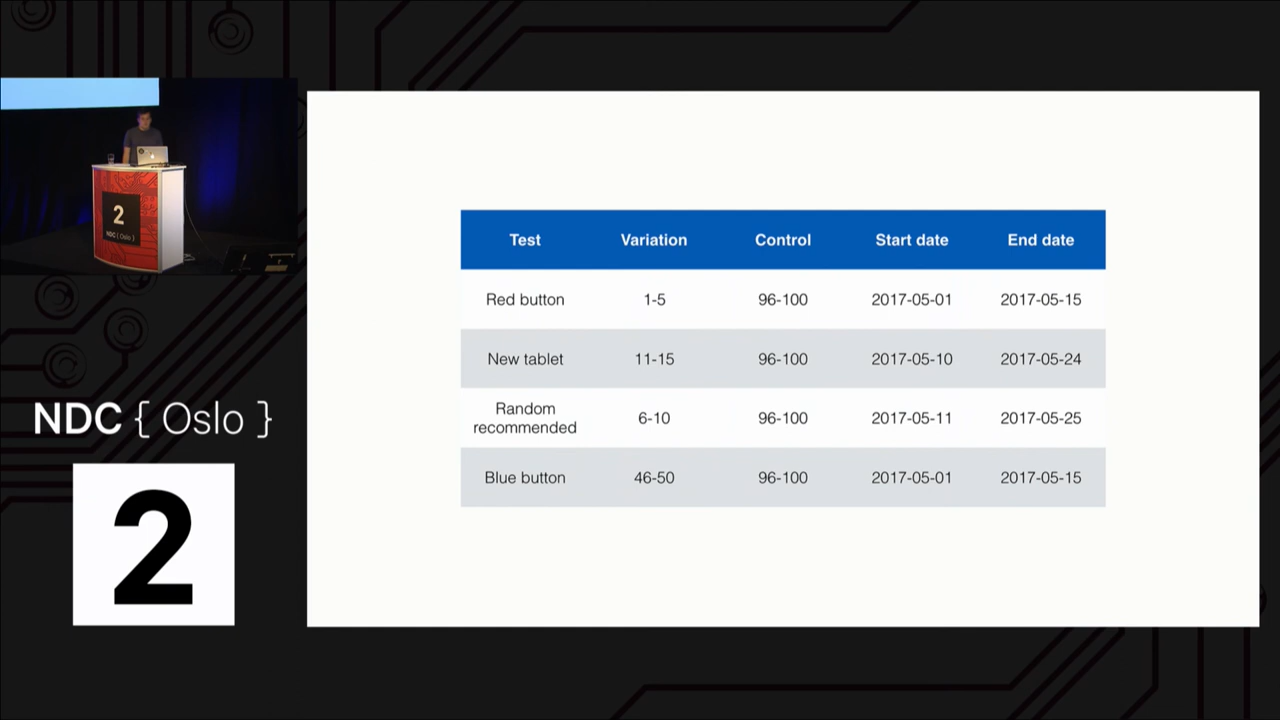 2
NDC { Oslo }
NDC { Oslo }
2
Test Variation Control Start date End date
Red button 1-5 96-100 2017-05-01 2017-05-15
New tablet 11-15 96-100 2017-05-10 2017-05-24
Random
recommended 6-10 96-100 2017-05-11 2017-05-25
Blue button 46-50 96-100 2017-05-01 2017-05-15